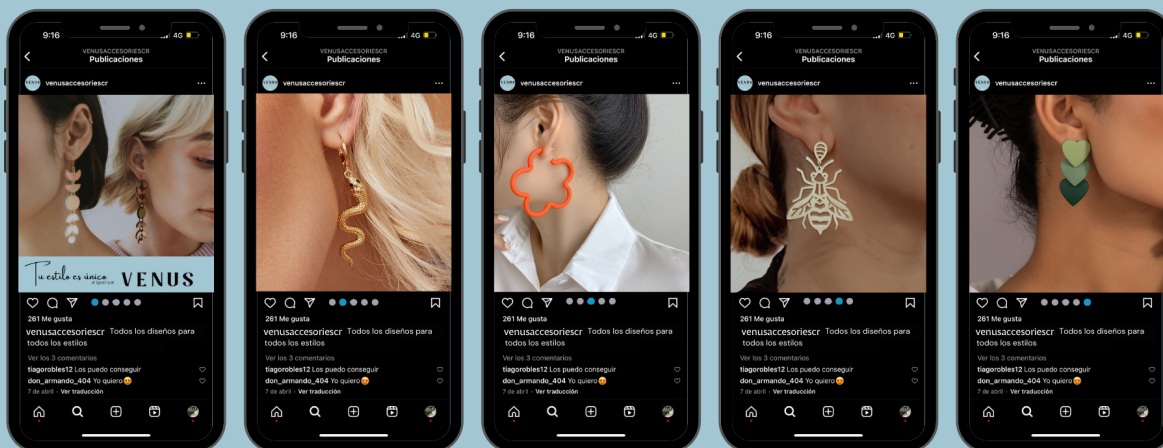 9:16
4G
VENUSACCESORIESCR
Publicaciones
venusaccesoriescr
Tu estilo es único
al igual que
VENUS
261 Me gusta
venusaccesoriescr Todos los diseños para
todos los estilos
Ver los 3 comentarios
tiagorobles12 Los puedo conseguir
don_armando_404 Yo quiero😍
7 de abril · Ver traducción
9:16
4G
VENUSACCESORIESCR
Publicaciones
venusaccesoriescr
261 Me gusta
venusaccesoriescr Todos los diseños para
todos los estilos
Ver los 3 comentarios
tiagorobles12 Los puedo conseguir
don_armando_404 Yo quiero😍
7 de abril · Ver traducción
9:16
4G
VENUSACCESORIESCR
Publicaciones
venusaccesoriescr
261 Me gusta
venusaccesoriescr Todos los diseños para
todos los estilos
Ver los 3 comentarios
tiagorobles12 Los puedo conseguir
don_armando_404 Yo quiero😍
7 de abril · Ver traducción
9:16
4G
VENUSACCESORIESCR
Publicaciones
venusaccesoriescr
261 Me gusta
venusaccesoriescr Todos los diseños para
todos los estilos
Ver los 3 comentarios
tiagorobles12 Los puedo conseguir
don_armando_404 Yo quiero😍
7 de abril · Ver traducción
9:16
4G
VENUSACCESORIESCR
Publicaciones
venusaccesoriescr
261 Me gusta
venusaccesoriescr Todos los diseños para
todos los estilos
Ver los 3 comentarios
tiagorobles12 Los puedo conseguir
don_armando_404 Yo quiero😍
7 de abril · Ver traducción